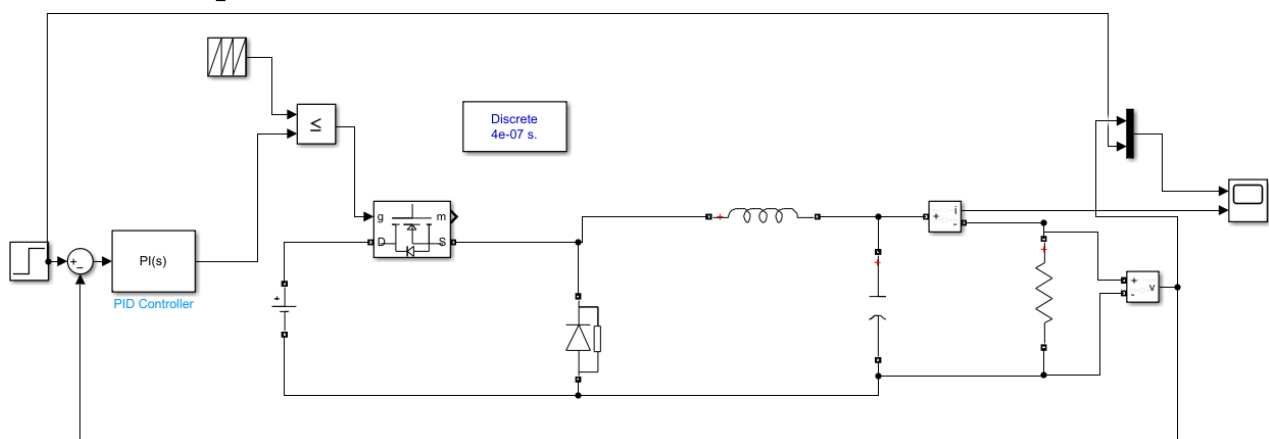 ≤
Discrete
4e-07 s.
g
m
D
S
PI(s)
PID Controller
+
−
+
i
-
+
v
-
+